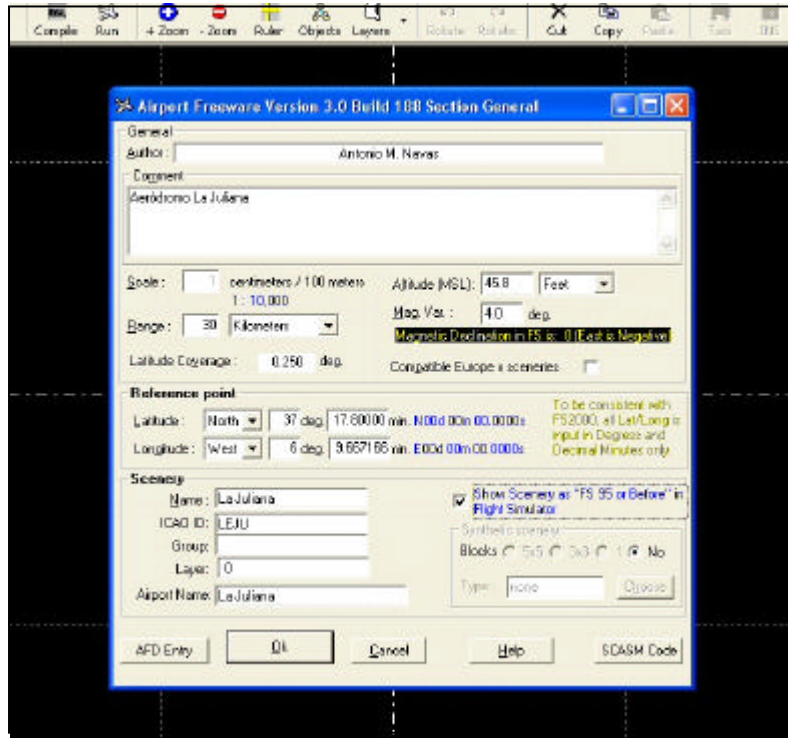 Compile Run + Zoom - Zoom Ruler Objects Layers Rotate Rotate Cut Copy Paste
Airport Freeware Version 3.0 Build 188 Section General
General
Author: Antonio M. Navas
Comment
Aeródromo La Juliana
Scale: 1 centimeters / 100 meters
1: 10,000
Altitude (MSL): 45.8 Feet
Range: 30 Kilometers
Mag. Var.: 4.0 deg.
Magnetic Declination in FS is: 0 (East is Negative)
Latitude Coverage: 0.250 deg.
Compatible Europe x sceneries
Reference point
Latitude: North 37 deg. 17.80000 min. N00d 00m 00.0000s
Longitude: West 6 deg. 9.667166 min. E00d 00m 00.0000s
To be consistent with
FS2000, all Lat/Long is
input in Degrees and
Decimal Minutes only
Scenery
Name: LaJuliana
ICAO ID: LEJU
Group:
Layer: 0
Airport Name: LaJuliana
Show Scenery as "FS 95 or Before" in
Flight Simulator
Synthetic scenery
Blocks 5x5 3x3 1 No
Type: none Choose
AFD Entry Ok Cancel Help SCASM Code